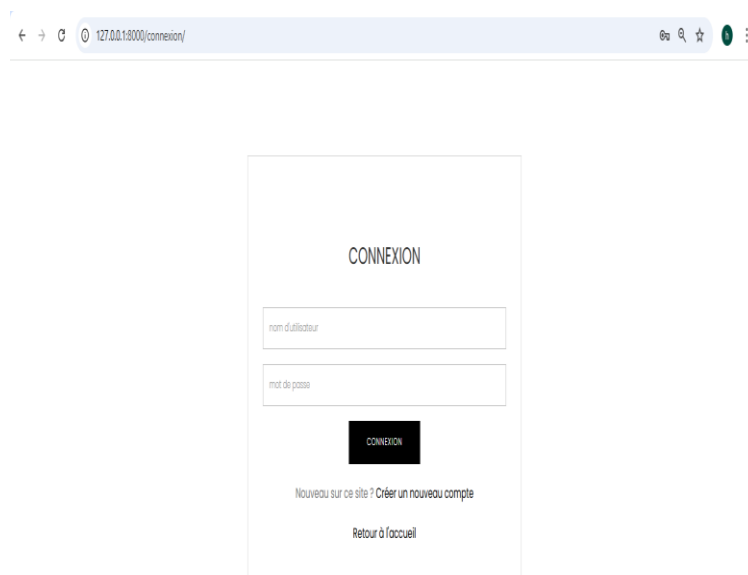 127.0.0.1:8000/connexion/
CONNEXION
nom d'utilisateur
mot de passe
CONNEXION
Nouveau sur ce site ? Créer un nouveau compte
Retour à l'accueil